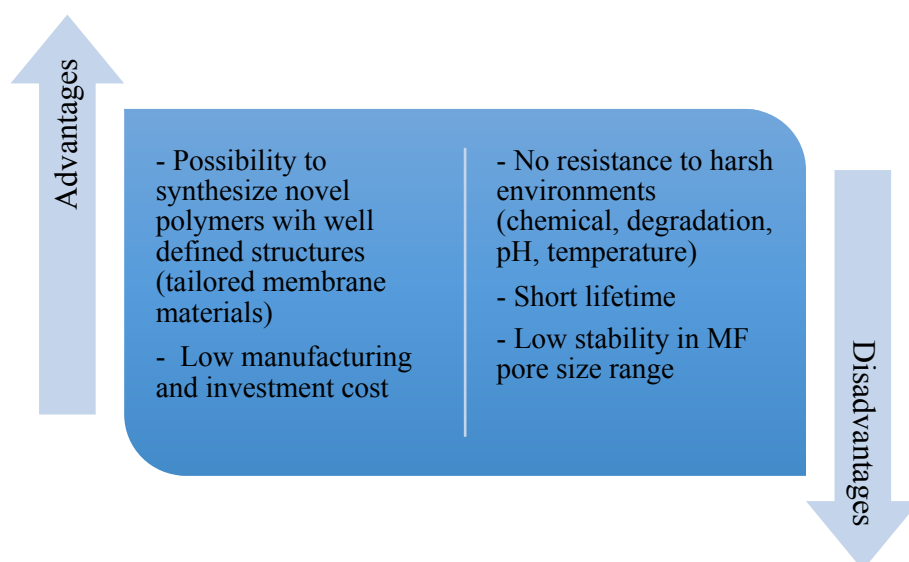 Advantages
- Possibility to
synthesize novel
polymers wih well
defined structures
(tailored membrane
materials)
- Low manufacturing
and investment cost
- No resistance to harsh
environments
(chemical, degradation,
pH, temperature)
- Short lifetime
- Low stability in MF
pore size range
Disadvantages